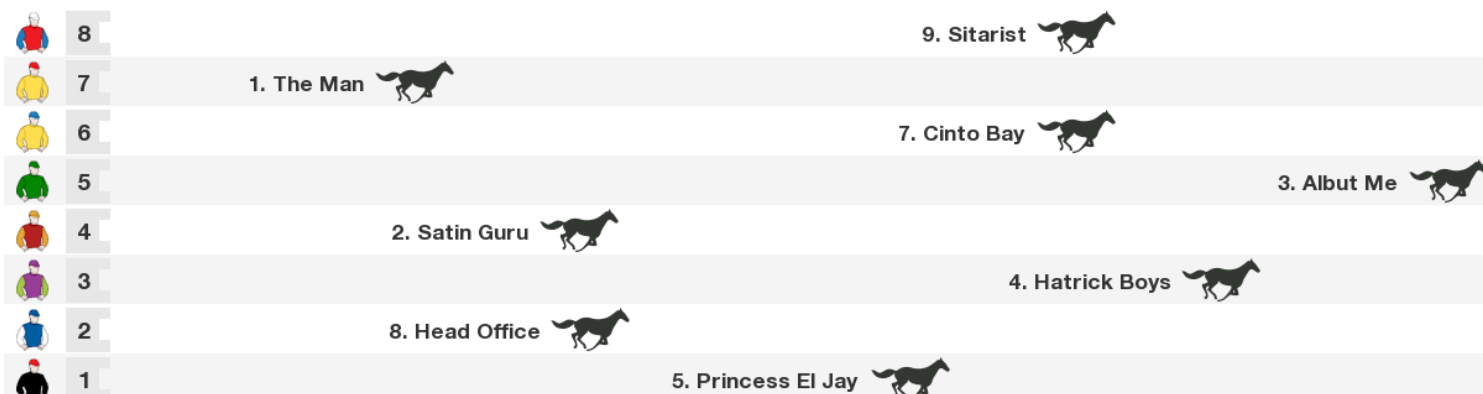 8 9. Sitarist
7 1. The Man
6 7. Cinto Bay
5 3. Albut Me
4 2. Satin Guru
3 4. Hatrick Boys
2 8. Head Office
1 5. Princess El Jay